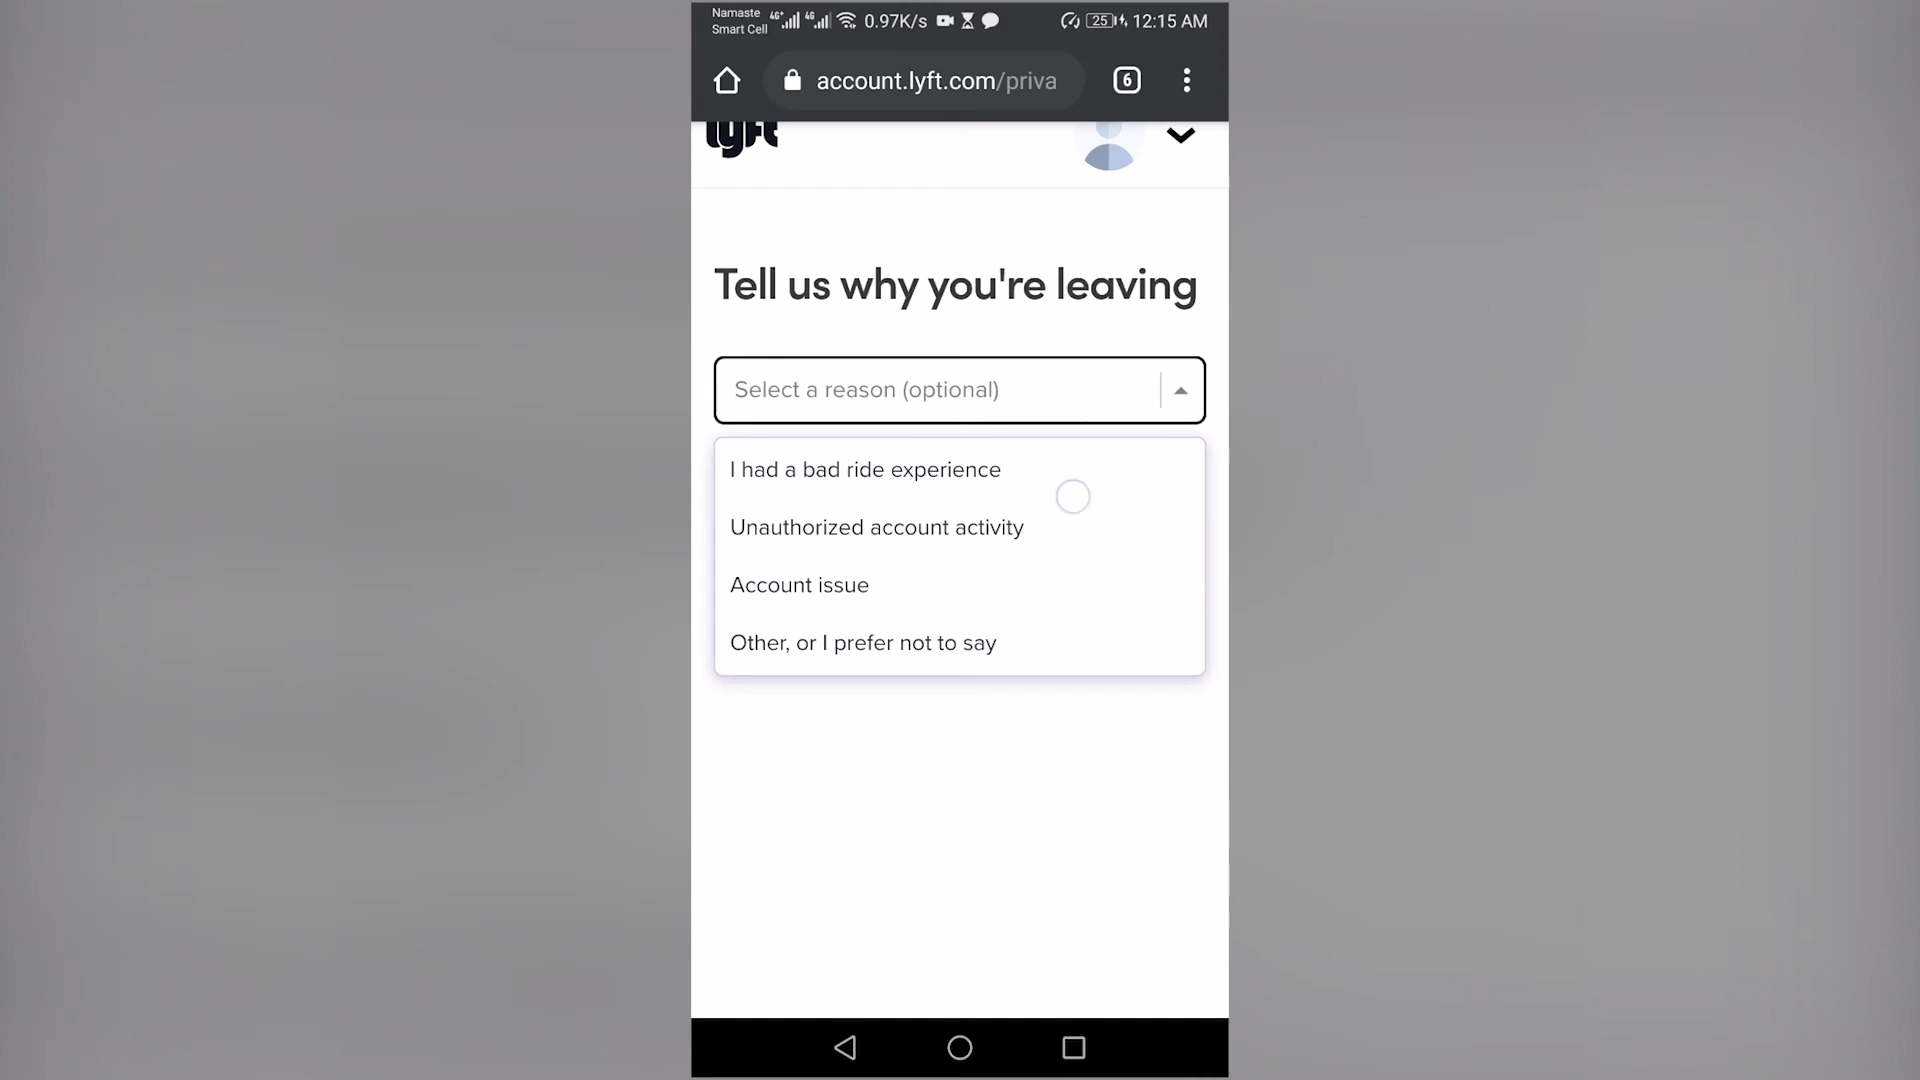 Namaste
Smart Cell
4G+ 4G 0.97K/s 25 12:15 AM
account.lyft.com/priva 6
lyft
Tell us why you're leaving
Select a reason (optional)
I had a bad ride experience
Unauthorized account activity
Account issue
Other, or I prefer not to say